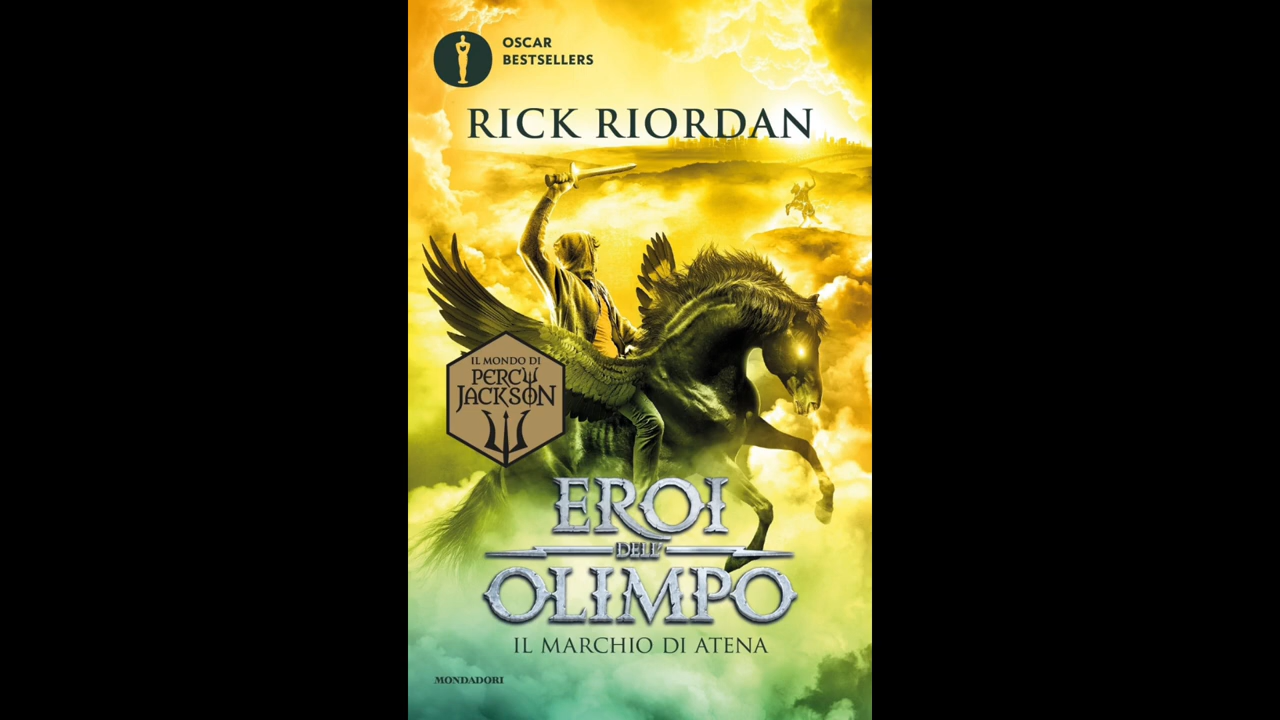 OSCAR
BESTSELLERS
RICK RIORDAN
IL MONDO DI
PERCY
JACKSON
EROI
DELL'
OLIMPO
IL MARCHIO DI ATENA
MONDADORI